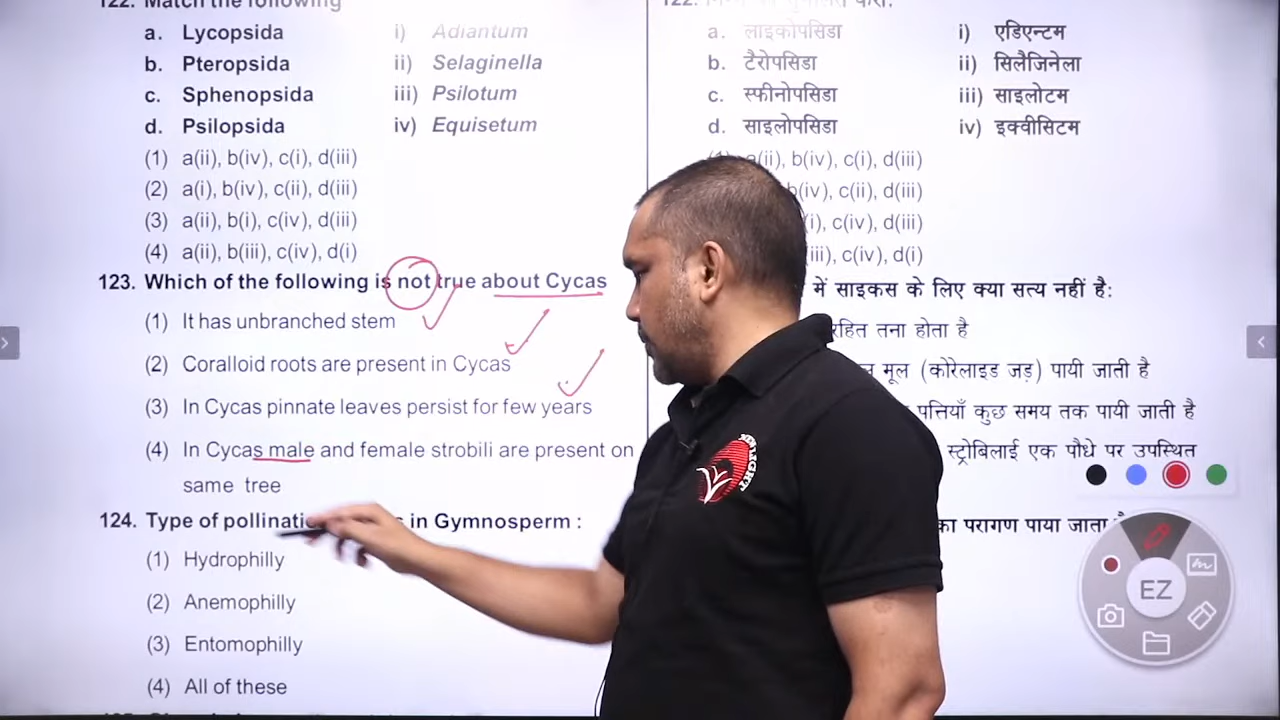 122. Match the following
a. Lycopsida i) Adiantum
b. Pteropsida ii) Selaginella
c. Sphenopsida iii) Psilotum
d. Psilopsida iv) Equisetum
(1) a(ii), b(iv), c(i), d(iii)
(2) a(i), b(iv), c(ii), d(iii)
(3) a(ii), b(i), c(iv), d(iii)
(4) a(ii), b(iii), c(iv), d(i)
123. Which of the following is not true about Cycas
(1) It has unbranched stem
(2) Coralloid roots are present in Cycas
(3) In Cycas pinnate leaves persist for few years
(4) In Cycas male and female strobili are present on
same tree
124. Type of in Gymnosperm :
(1) Hydrophilly
(2) Anemophilly
(3) Entomophilly
(4) All of these
122.
a. लाइकोपसिडा i) एडिएन्टम
b. टैरोपसिडा ii) सिलैजिनेला
c. स्फीनोपसिडा iii) साइलोटम
d. साइलोपसिडा iv) इक्वीसिटम
a(ii), b(iv), c(i), d(iii)
b(iv), c(ii), d(iii)
c(iv), d(iii)
c(iv), d(i)
में साइकस के लिए क्या सत्य नहीं है:
तना होता है
मूल (कोरेलाइड जड़) पायी जाती है
पत्तियाँ कुछ समय तक पायी जाती है
स्ट्रोबिलाई एक पौधे पर उपस्थित
का परागण पाया जाता
EZ